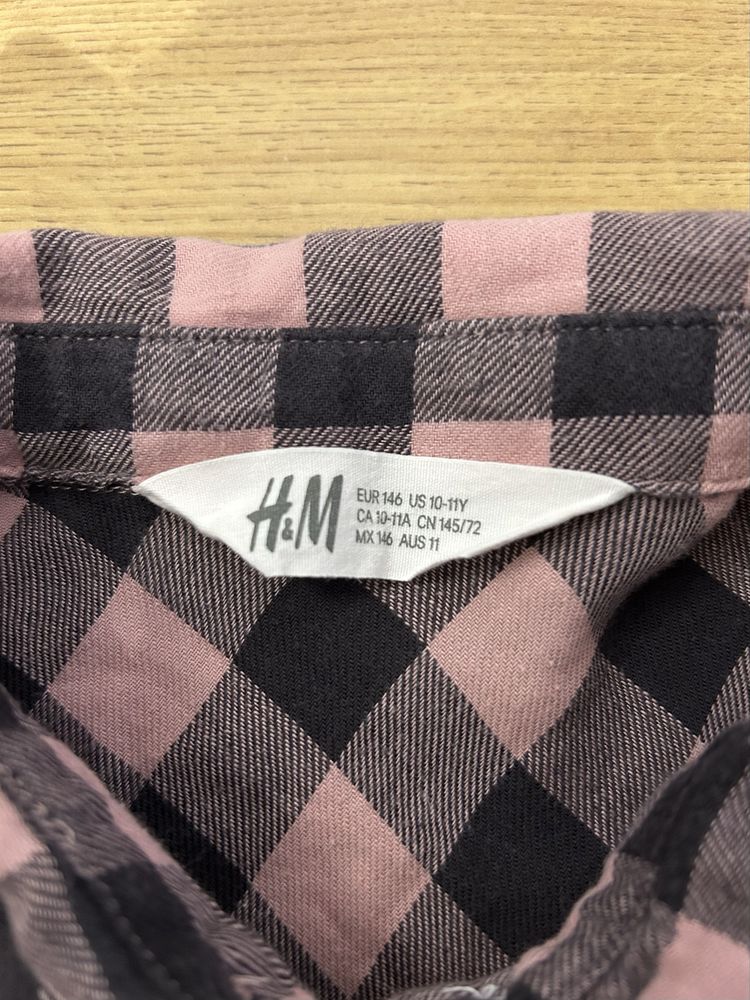 H&M
EUR 146 US 10-11Y
CA 10-11A CN 145/72
MX 146 AUS 11